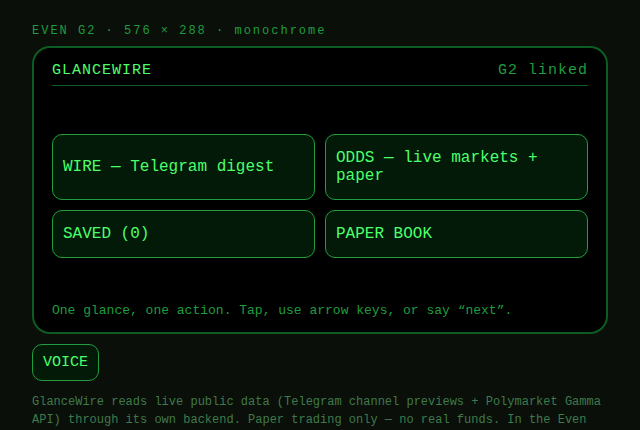 EVEN G2 · 576 × 288 · monochrome
GLANCEWIRE
G2 linked
WIRE — Telegram digest
ODDS — live markets +
paper
SAVED (0)
PAPER BOOK
One glance, one action. Tap, use arrow keys, or say “next”.
VOICE
GlanceWire reads live public data (Telegram channel previews + Polymarket Gamma
API) through its own backend. Paper trading only — no real funds. In the Even